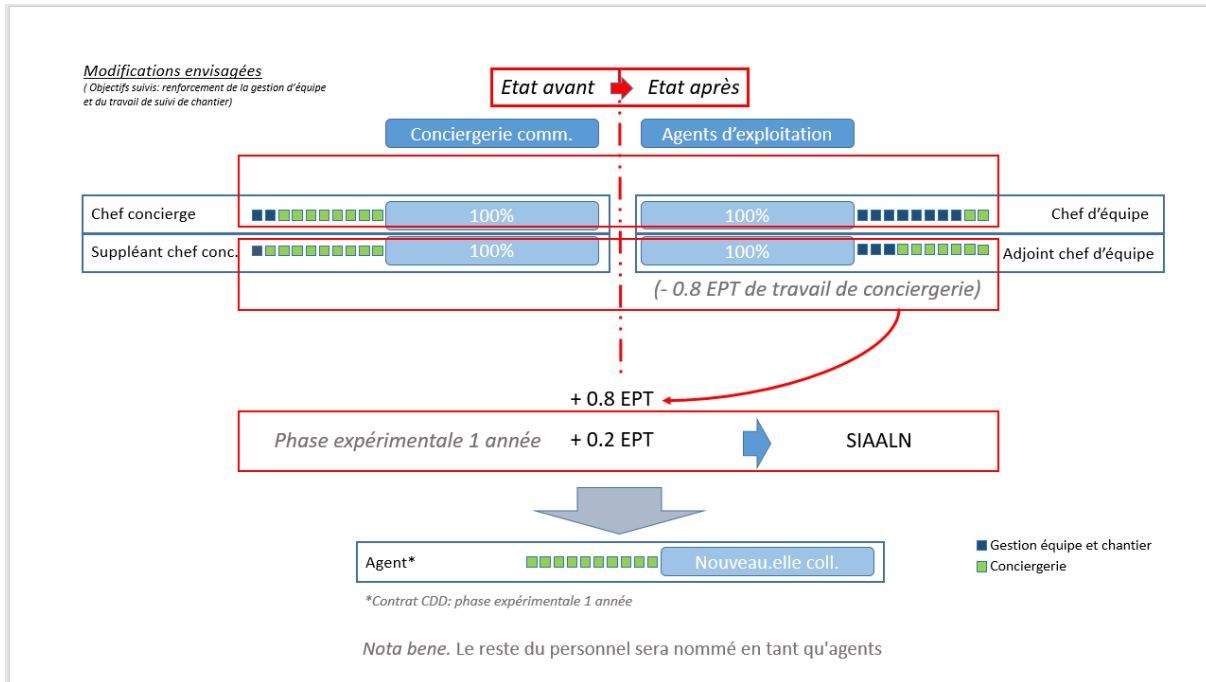 Modifications envisagées
( Objectifs suivis: renforcement de la gestion d'équipe
et du travail de suivi de chantier)
Etat avant Etat après
Conciergerie comm. Agents d'exploitation
Chef concierge 100% 100% Chef d'équipe
Suppléant chef conc. 100% 100% Adjoint chef d'équipe
(- 0.8 EPT de travail de conciergerie)
+ 0.8 EPT
Phase expérimentale 1 année + 0.2 EPT SIAALN
Agent* Nouveau.elle coll.
Gestion équipe et chantier
Conciergerie
*Contrat CDD: phase expérimentale 1 année
Nota bene. Le reste du personnel sera nommé en tant qu'agents